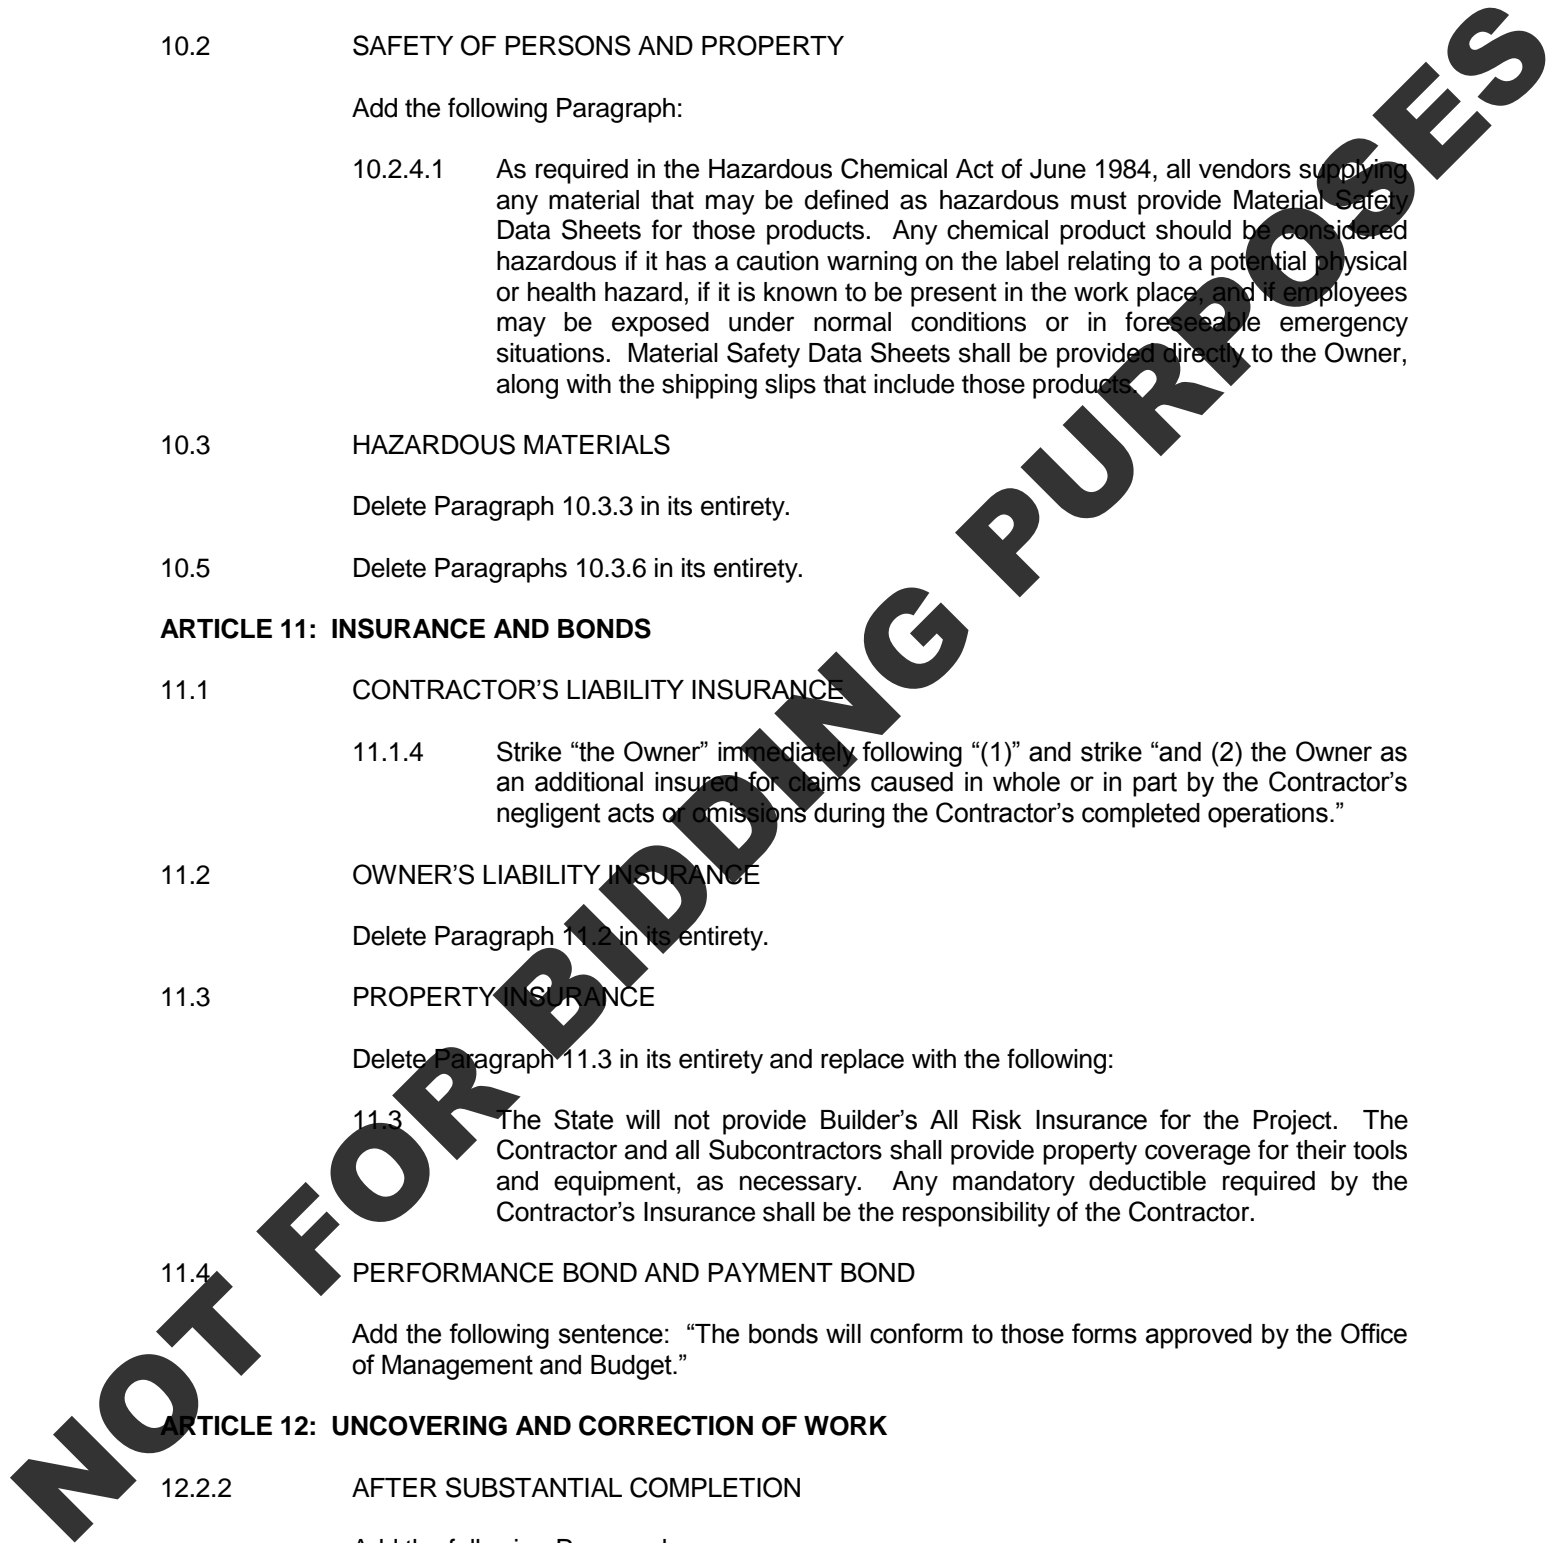 10.2 SAFETY OF PERSONS AND PROPERTY
Add the following Paragraph:
10.2.4.1 As required in the Hazardous Chemical Act of June 1984, all vendors supplying
any material that may be defined as hazardous must provide Material Safety
Data Sheets for those products. Any chemical product should be considered
hazardous if it has a caution warning on the label relating to a potential physical
or health hazard, if it is known to be present in the work place, and if employees
may be exposed under normal conditions or in foreseeable emergency
situations. Material Safety Data Sheets shall be provided directly to the Owner,
along with the shipping slips that include those products.
10.3 HAZARDOUS MATERIALS
Delete Paragraph 10.3.3 in its entirety.
10.5 Delete Paragraphs 10.3.6 in its entirety.
ARTICLE 11: INSURANCE AND BONDS
11.1 CONTRACTOR’S LIABILITY INSURANCE
11.1.4 Strike “the Owner” immediately following “(1)” and strike “and (2) the Owner as
an additional insured for claims caused in whole or in part by the Contractor’s
negligent acts or omissions during the Contractor’s completed operations.”
11.2 OWNER’S LIABILITY INSURANCE
Delete Paragraph 11.2 in its entirety.
11.3 PROPERTY INSURANCE
Delete Paragraph 11.3 in its entirety and replace with the following:
11.3 The State will not provide Builder’s All Risk Insurance for the Project. The
Contractor and all Subcontractors shall provide property coverage for their tools
and equipment, as necessary. Any mandatory deductible required by the
Contractor’s Insurance shall be the responsibility of the Contractor.
11.4 PERFORMANCE BOND AND PAYMENT BOND
Add the following sentence: “The bonds will conform to those forms approved by the Office
of Management and Budget.”
ARTICLE 12: UNCOVERING AND CORRECTION OF WORK
12.2.2 AFTER SUBSTANTIAL COMPLETION
NOT FOR BIDDING PURPOSES